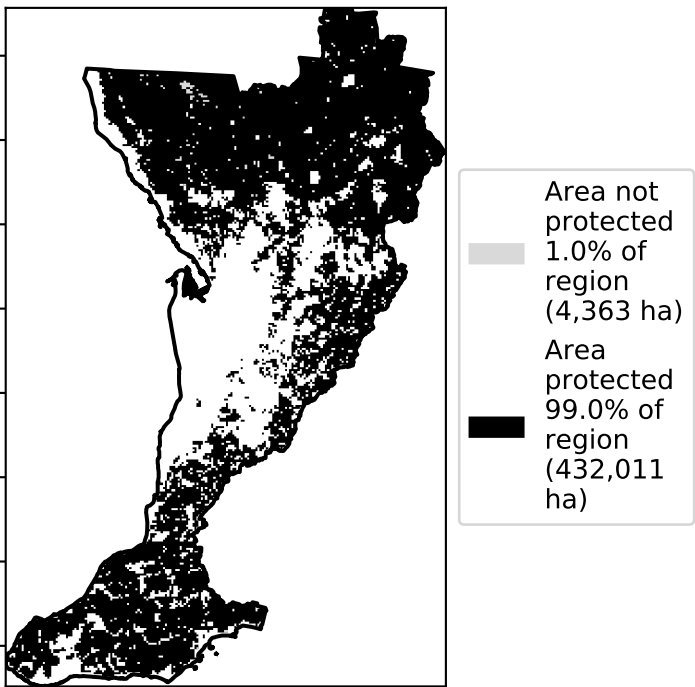 Area not
protected
1.0% of
region
(4,363 ha)
Area
protected
99.0% of
region
(432,011
ha)